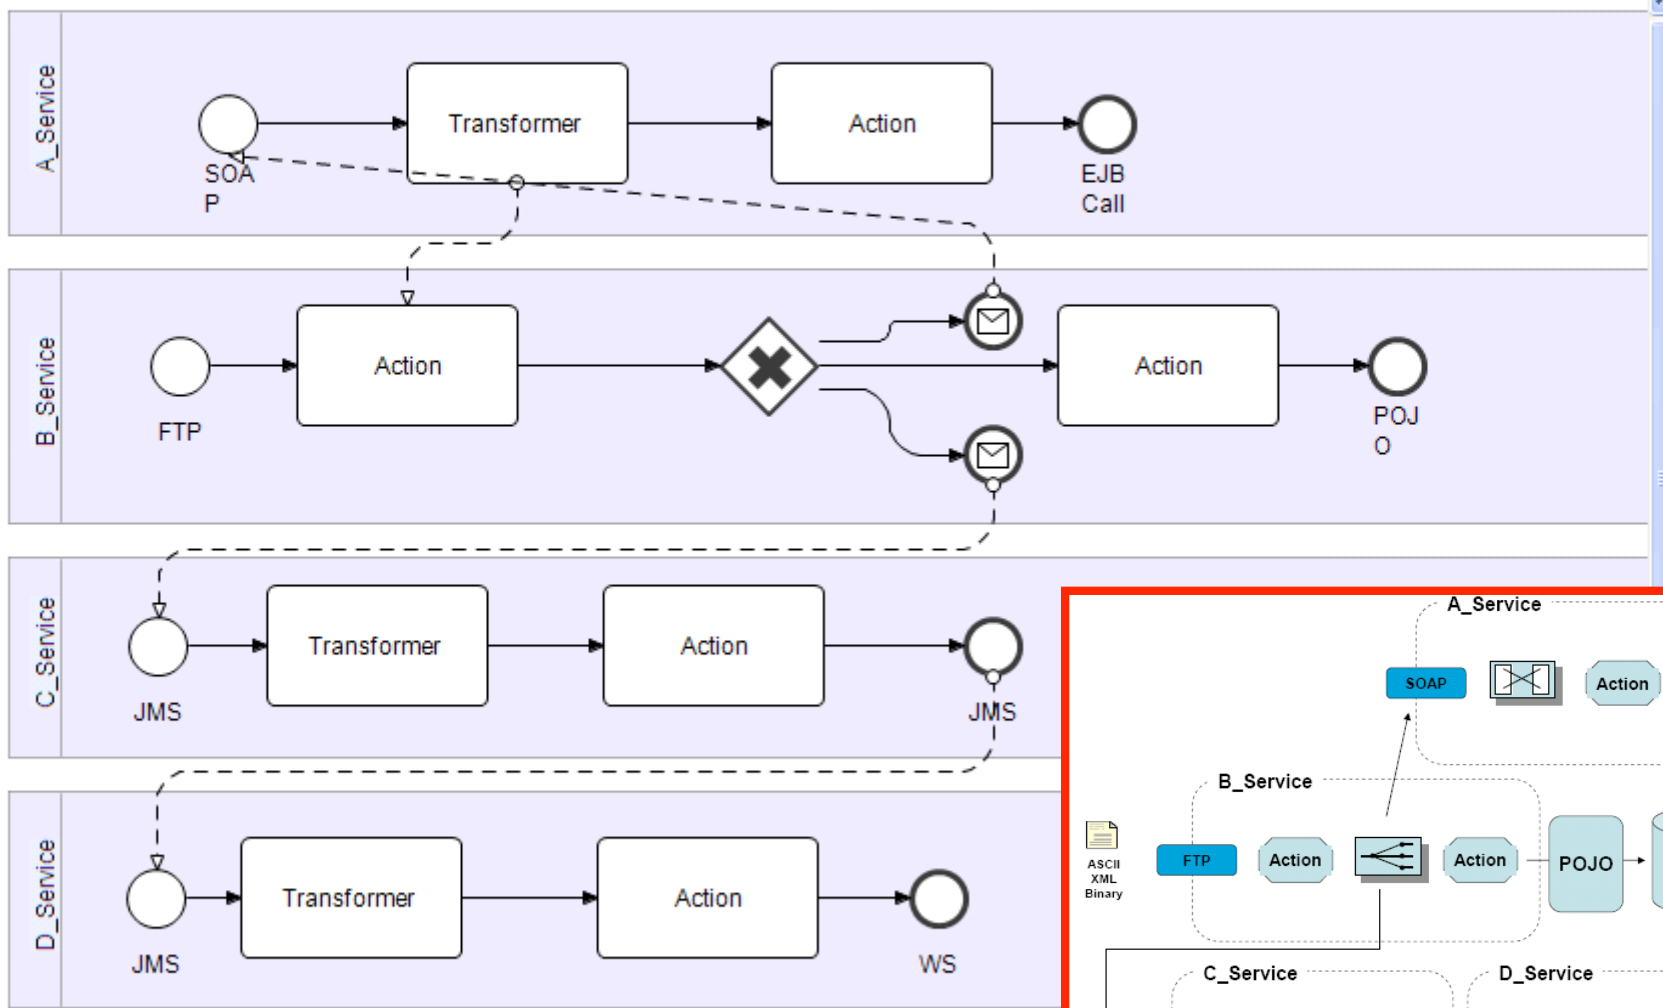 A_Service
Transformer
Action
SOA
P
EJB
Call
B_Service
Action
Action
FTP
POJ
O
C_Service
Transformer
Action
JMS
JMS
D_Service
Transformer
Action
JMS
WS
A_Service
SOAP
Action
B_Service
ASCII
XML
Binary
FTP
Action
Action
POJO
C_Service
D_Service